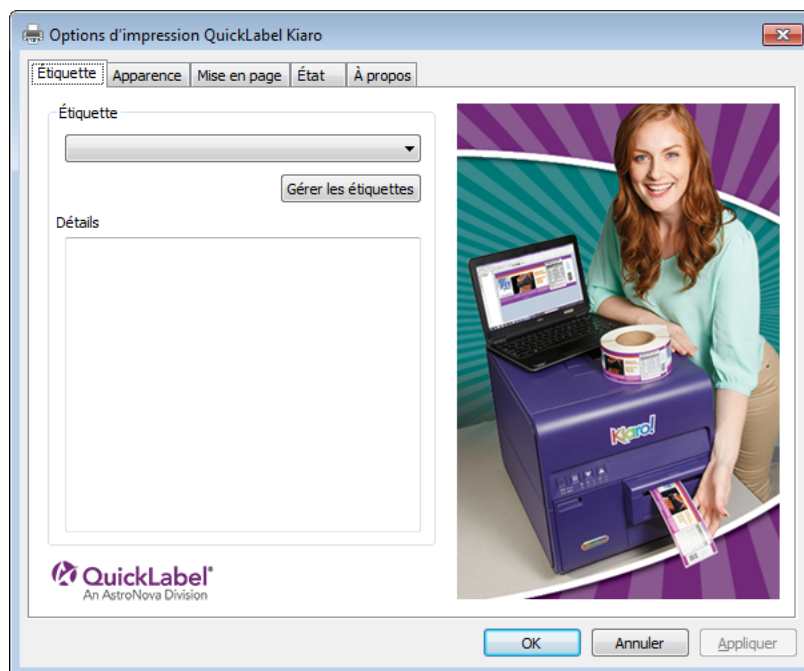 Options d'impression QuickLabel Kiaro
Étiquette
Apparence
Mise en page
État
À propos
Étiquette
Gérer les étiquettes
Détails
Kiaro!
QuickLabel®
An AstroNova Division
OK
Annuler
Appliquer